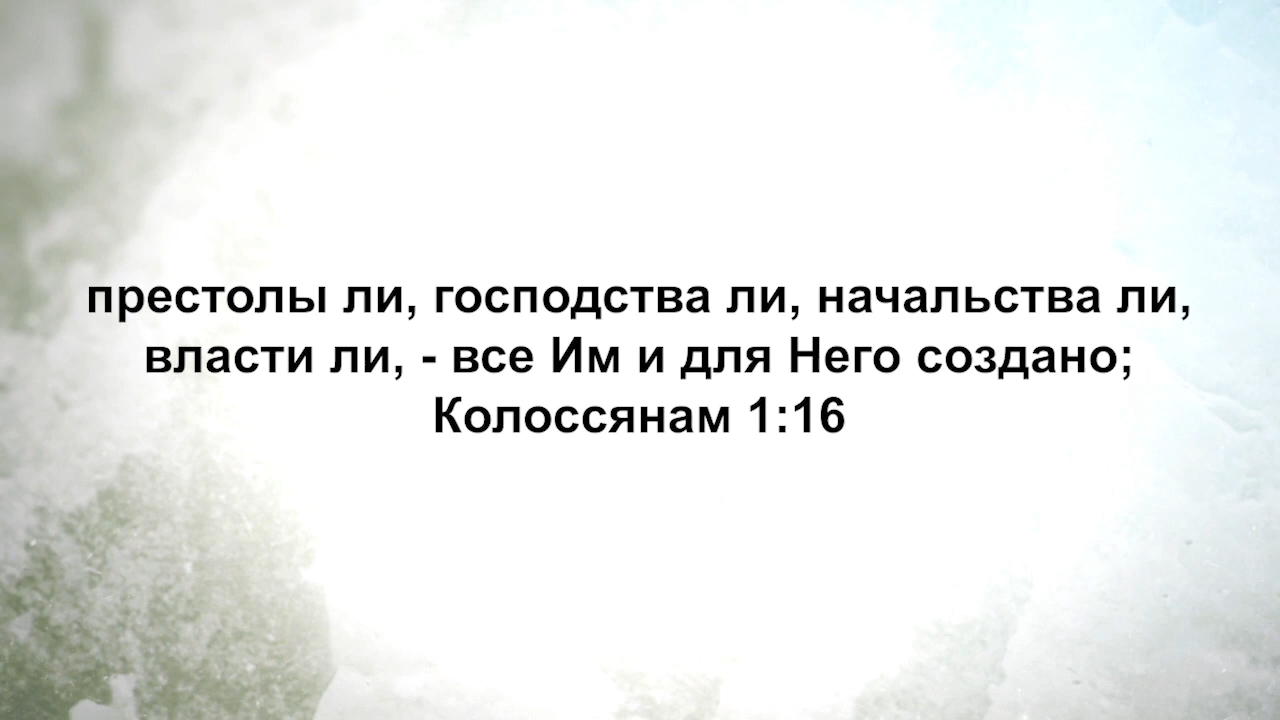 престолы ли, господства ли, начальства ли,
власти ли, - все Им и для Него создано;
Колоссянам 1:16